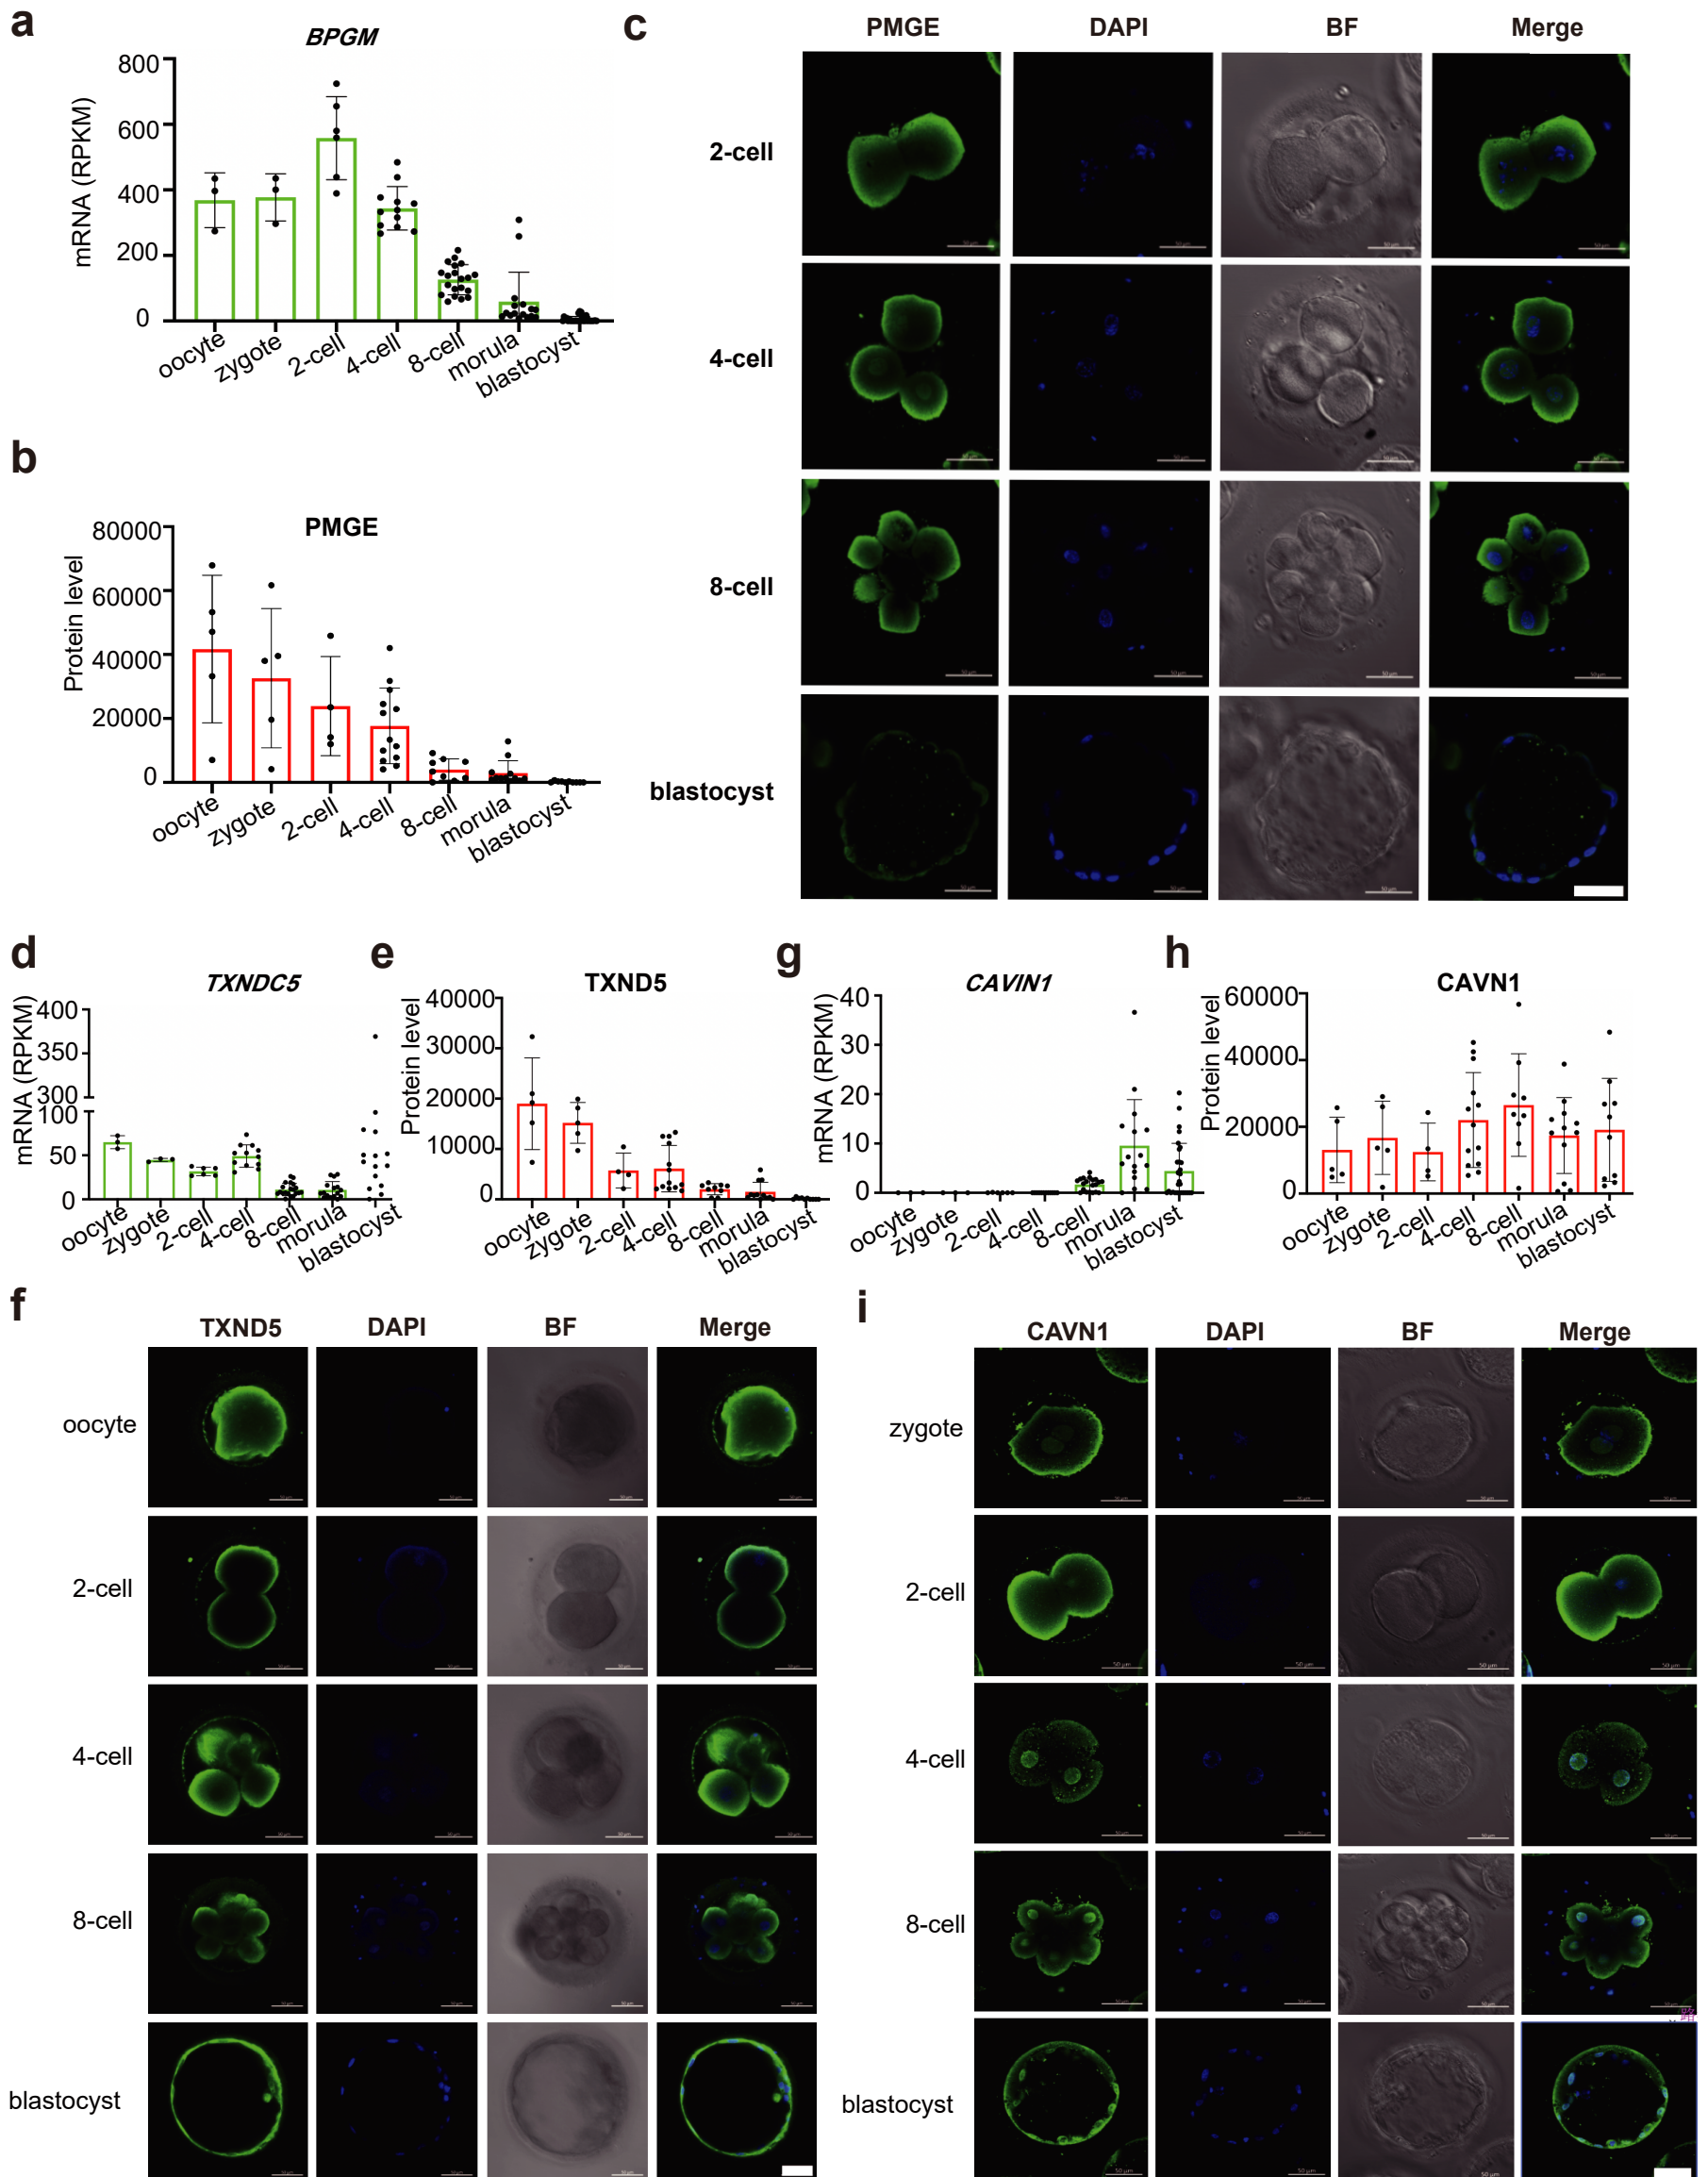 a
BPGM
mRNA (RPKM)
800
600
400
200
0
oocyte
zygote
2-cell
4-cell
8-cell
morula
blastocyst
b
PMGE
Protein level
80000
60000
40000
20000
0
oocyte
zygote
2-cell
4-cell
8-cell
morula
blastocyst
c
PMGE DAPI BF Merge
2-cell
4-cell
8-cell
blastocyst
d
TXNDC5
mRNA (RPKM)
400
350
300
100
50
0
oocyte
zygote
2-cell
4-cell
8-cell
morula
blastocyst
e
TXND5
Protein level
40000
30000
20000
10000
0
oocyte
zygote
2-cell
4-cell
8-cell
morula
blastocyst
g
CAVIN1
mRNA (RPKM)
40
30
20
10
0
oocyte
zygote
2-cell
4-cell
8-cell
morula
blastocyst
h
CAVN1
Protein level
60000
40000
20000
0
oocyte
zygote
2-cell
4-cell
8-cell
morula
blastocyst
f
TXND5 DAPI BF Merge
oocyte
2-cell
4-cell
8-cell
blastocyst
i
CAVN1 DAPI BF Merge
zygote
2-cell
4-cell
8-cell
blastocyst